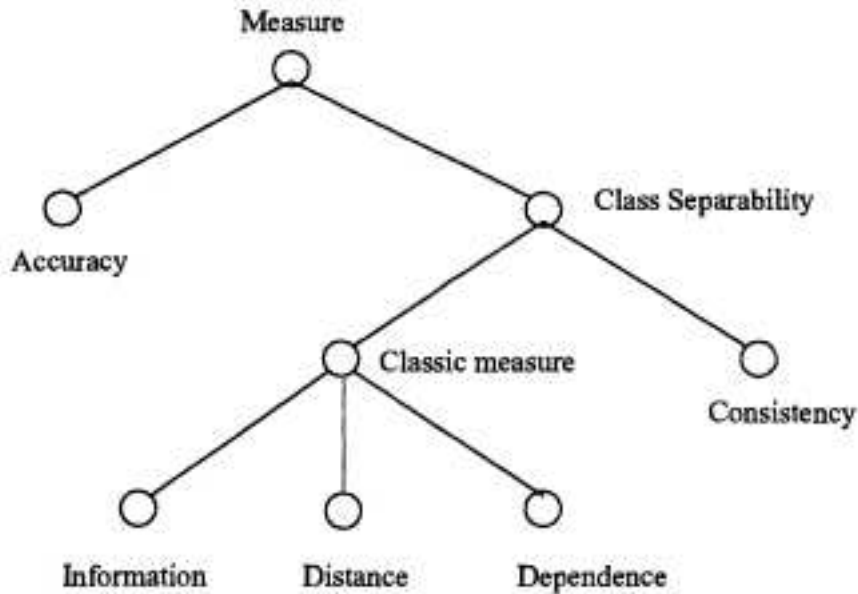 Measure
Class Separability
Accuracy
Classic measure
Consistency
Information
Distance
Dependence